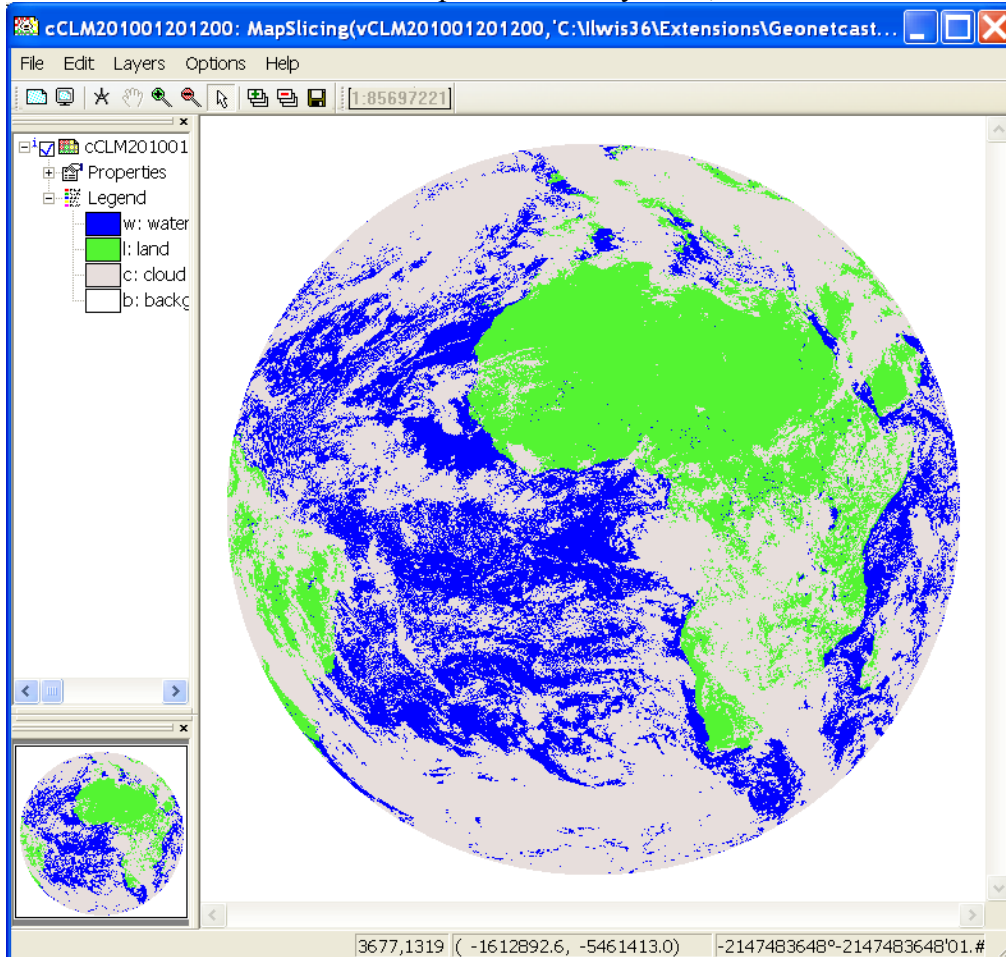 cCLM201001201200: MapSlicing(vCLM201001201200,'C:\Ilwis36\Extensions\Geonetcast...
File Edit Layers Options Help
[1:85697221]
cCLM201001
Properties
Legend
w: water
l: land
c: cloud
b: backg
3677,1319 ( -1612892.6, -5461413.0) -2147483648°-2147483648'01.#